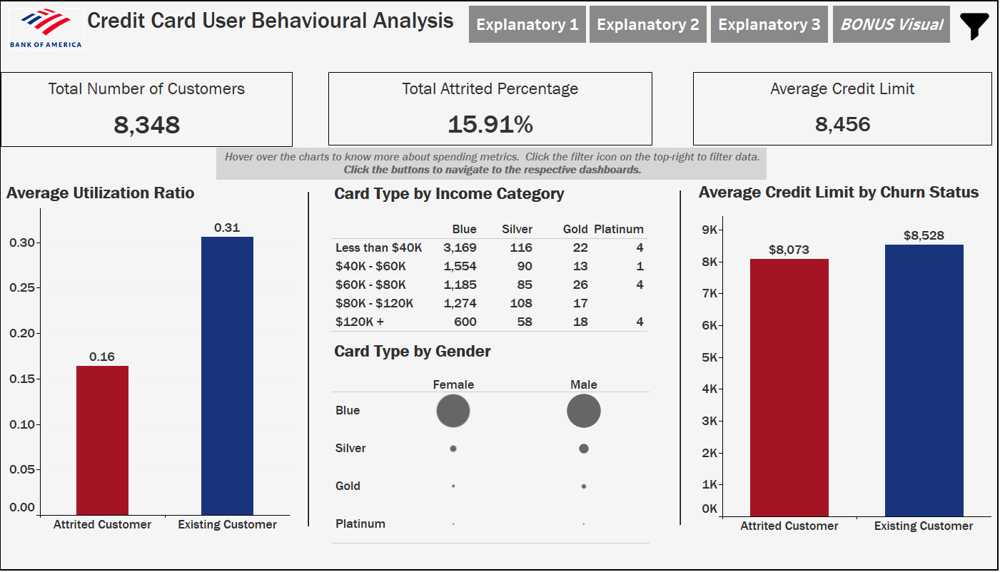 Credit Card User Behavioural Analysis
BANK OF AMERICA
Explanatory 1
Explanatory 2
Explanatory 3
BONUS Visual
Total Number of Customers
8,348
Total Attrited Percentage
15.91%
Average Credit Limit
8,456
Hover over the charts to know more about spending metrics.  Click the filter icon on the top-right to filter data.
Click the buttons to navigate to the respective dashboards.
Average Utilization Ratio
0.30
0.25
0.20
0.15
0.10
0.05
0.00
0.16
0.31
Attrited Customer
Existing Customer
Card Type by Income Category
Blue Silver Gold Platinum
Less than $40K 3,169 116 22 4
$40K - $60K 1,554 90 13 1
$60K - $80K 1,185 85 26 4
$80K - $120K 1,274 108 17
$120K + 600 58 18 4
Card Type by Gender
Female Male
Blue
Silver
Gold
Platinum
Average Credit Limit by Churn Status
9K
8K
7K
6K
5K
4K
3K
2K
1K
0K
$8,073
$8,528
Attrited Customer
Existing Customer